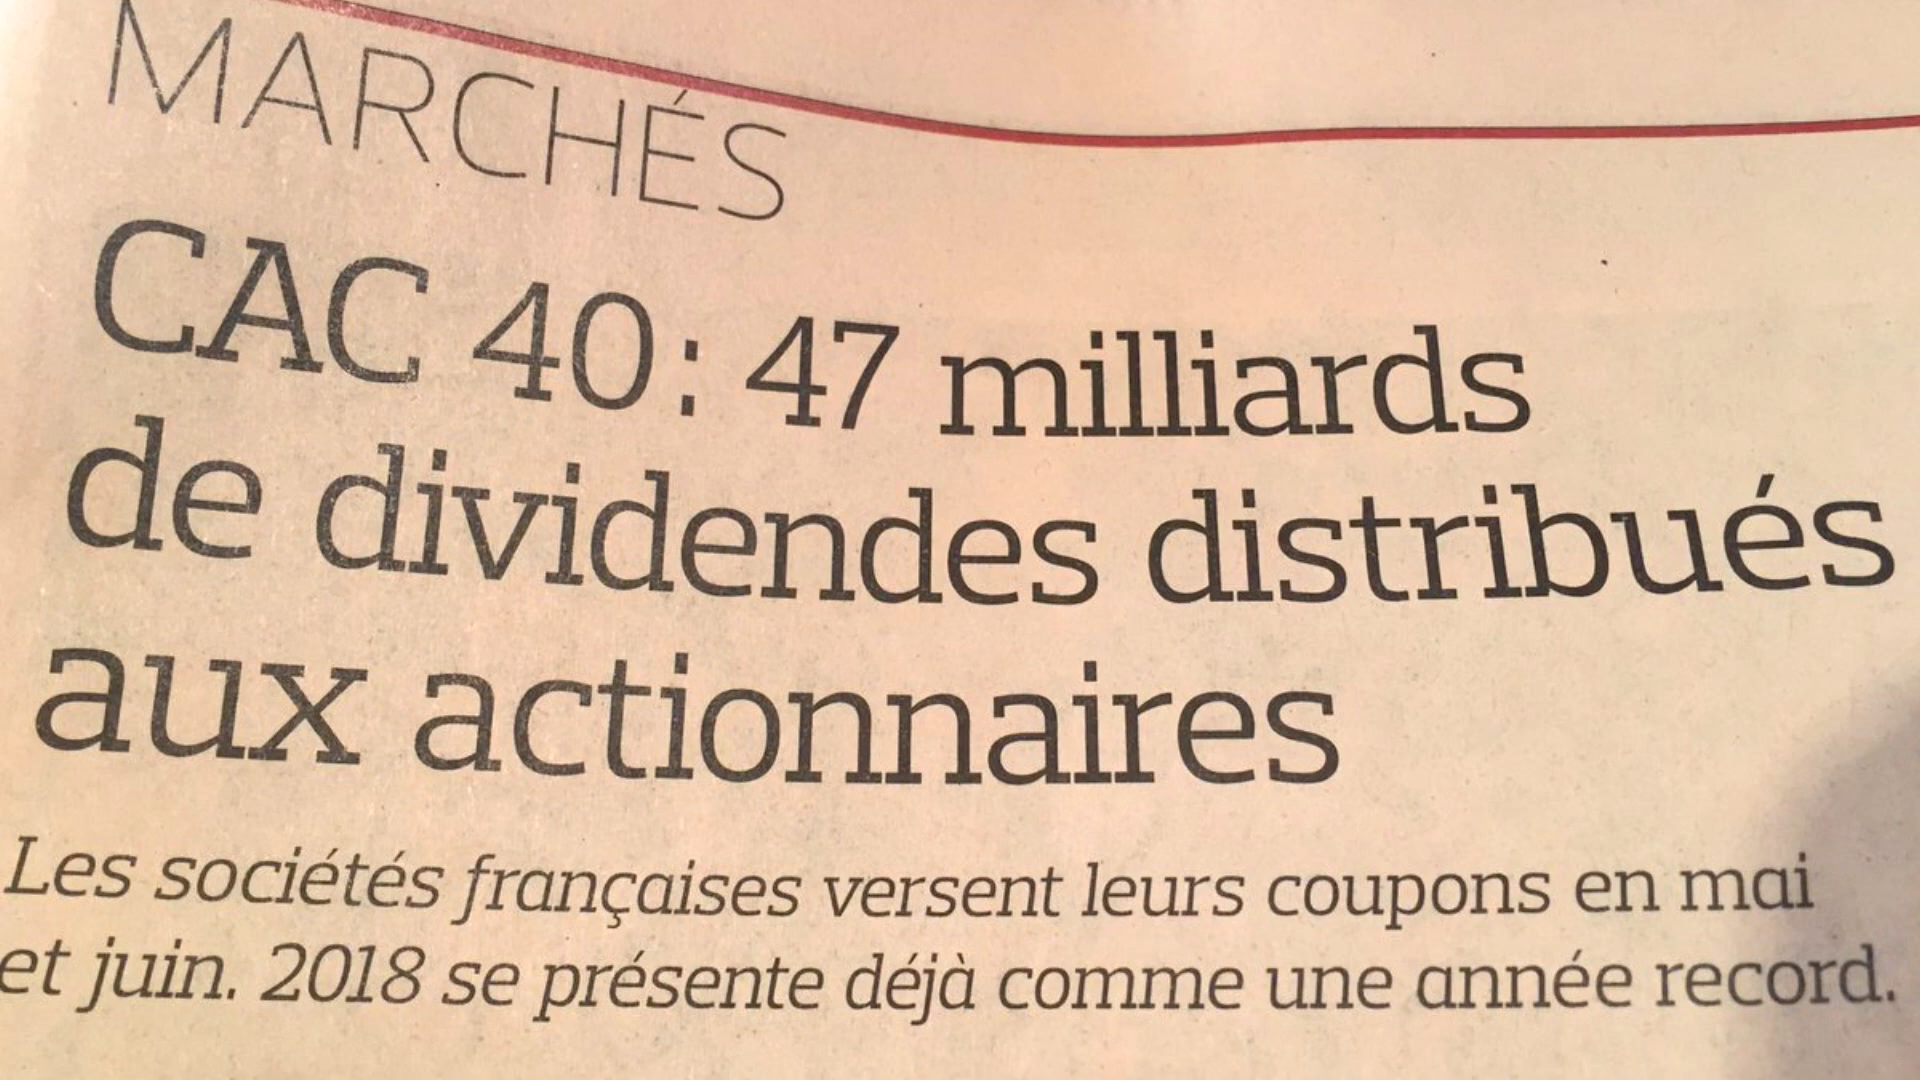 MARCHÉS
CAC 40 : 47 milliards
de dividendes distribués
aux actionnaires
Les sociétés françaises versent leurs coupons en mai
et juin. 2018 se présente déjà comme une année record.